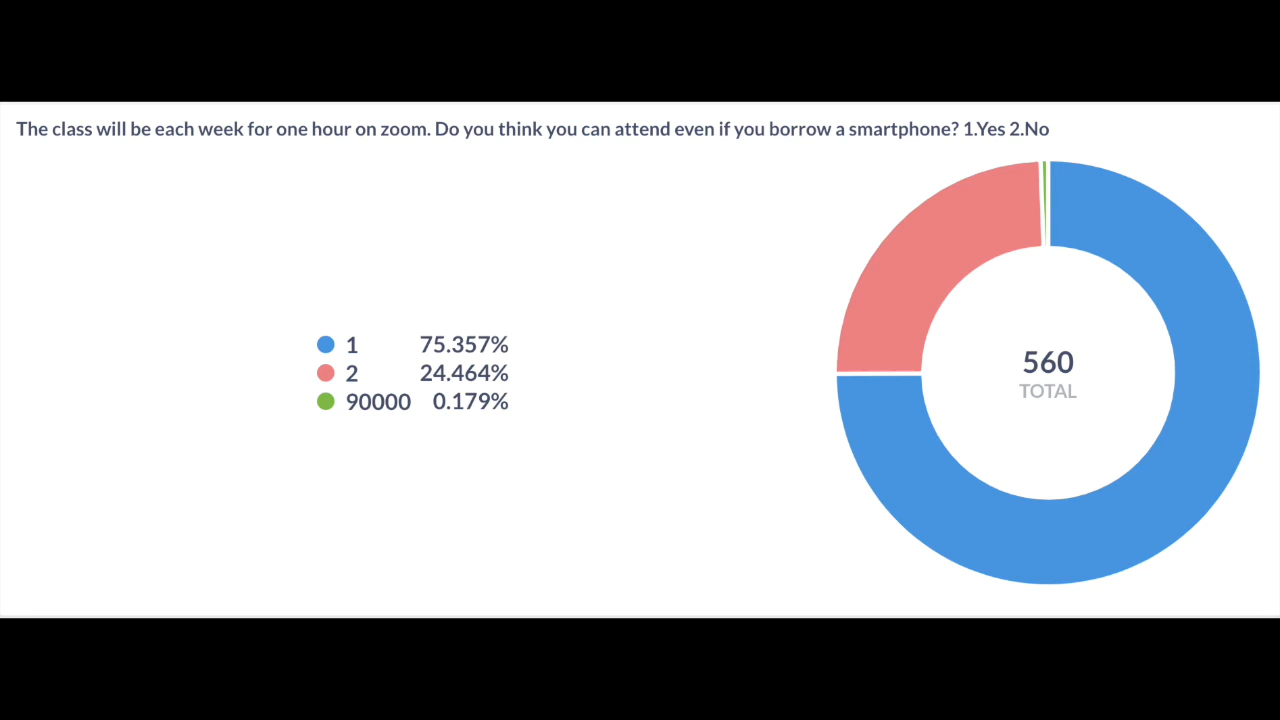 The class will be each week for one hour on zoom. Do you think you can attend even if you borrow a smartphone? 1.Yes 2.No
1 75.357%
2 24.464%
90000 0.179%
560
TOTAL